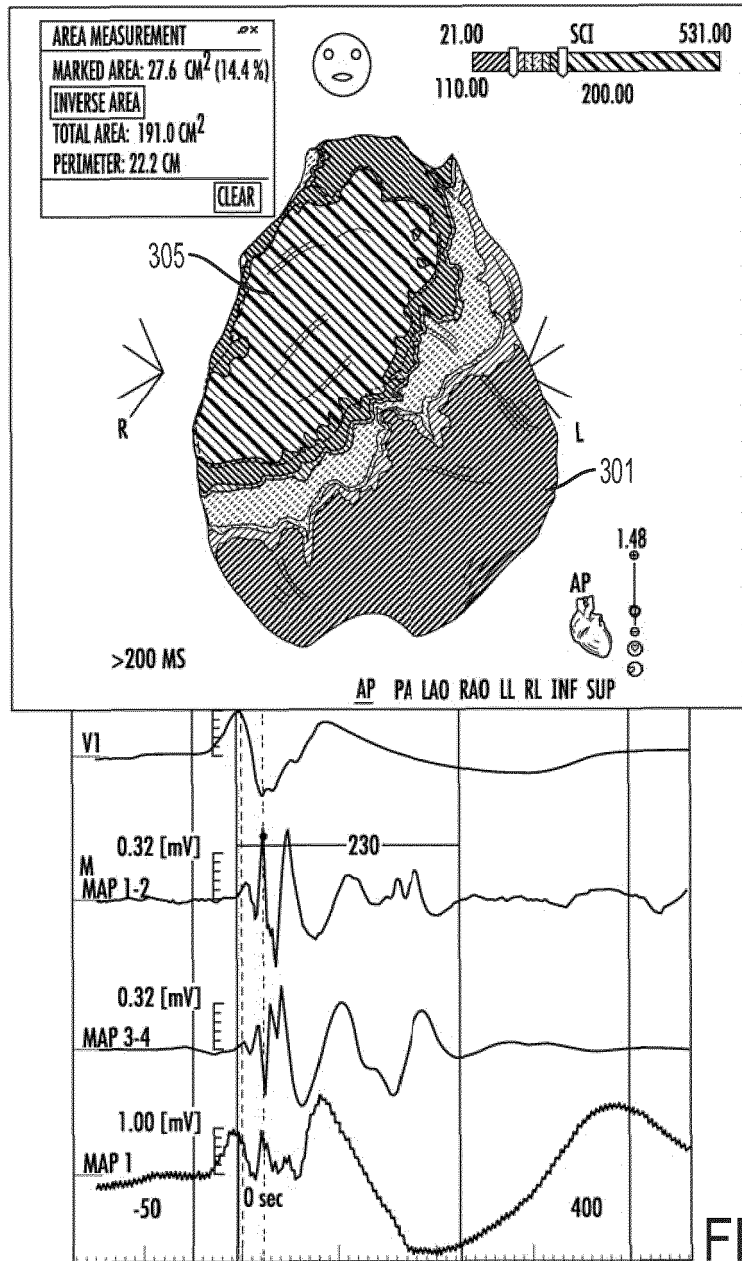 AREA MEASUREMENT
MARKED AREA: 27.6 CM2 (14.4 %)
INVERSE AREA
TOTAL AREA: 191.0 CM2
PERIMETER: 22.2 CM
CLEAR
21.00 SCI 531.00
110.00 200.00
305
R
L
301
1.48
AP
>200 MS
AP PA LAO RAO LL RL INF SUP
V1
0.32 [mV]
230
M
MAP 1-2
0.32 [mV]
MAP 3-4
1.00 [mV]
MAP 1
-50 0 sec 400